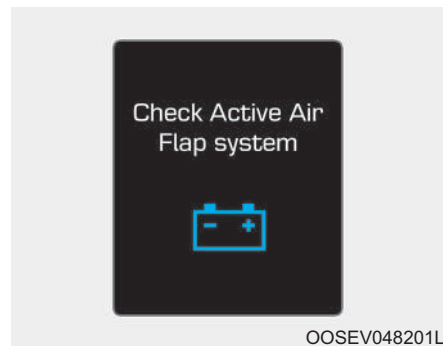 Check Active Air
Flap system
- +
OOSEV048201L